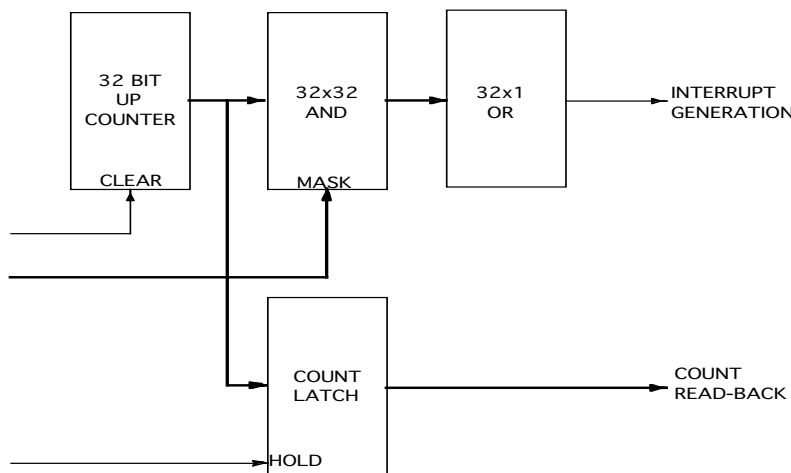 32 BIT
UP
COUNTER
CLEAR
32x32
AND
MASK
32x1
OR
INTERRUPT
GENERATION
COUNT
LATCH
HOLD
COUNT
READ-BACK